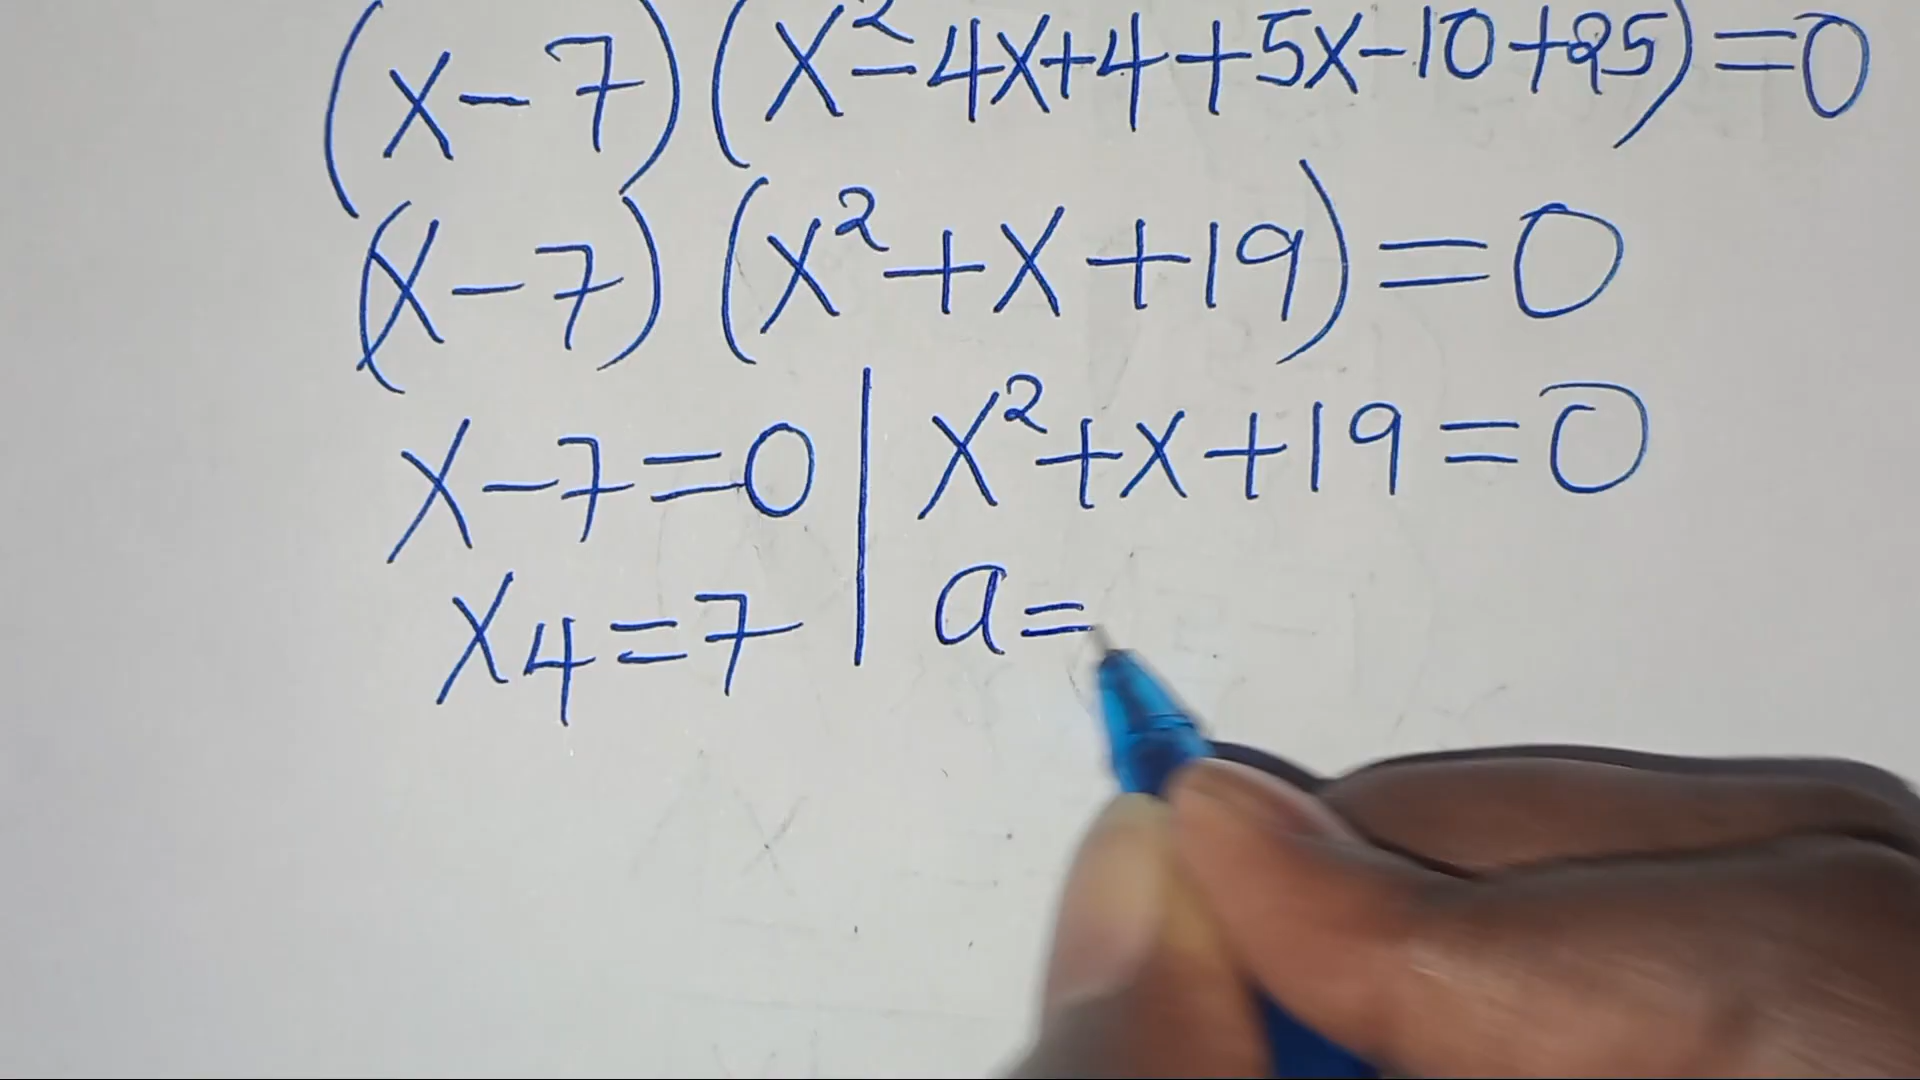 (x-7)(x²-4x+4+5x-10+25)=0
(x-7)(x²+x+19)=0
x-7=0 | x²+x+19=0
x₄=7 | a=